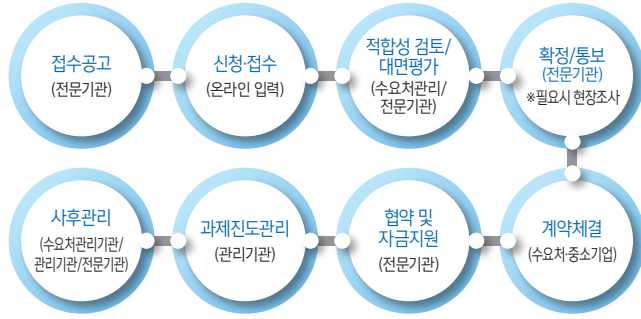 접수공고
(전문기관)
신청·접수
(온라인 입력)
적합성 검토/
대면평가
(수요처관리/
전문기관)
확정/통보
(전문기관)
※필요시 현장조사
계약체결
(수요처·중소기업)
협약 및
자금지원
(전문기관)
과제진도관리
(관리기관)
사후관리
(수요처관리기관/
관리기관/전문기관)